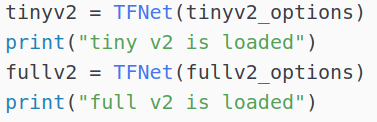 tinyv2 = TFNet(tinyv2_options)
print("tiny v2 is loaded")
fullv2 = TFNet(fullv2_options)
print("full v2 is loaded")